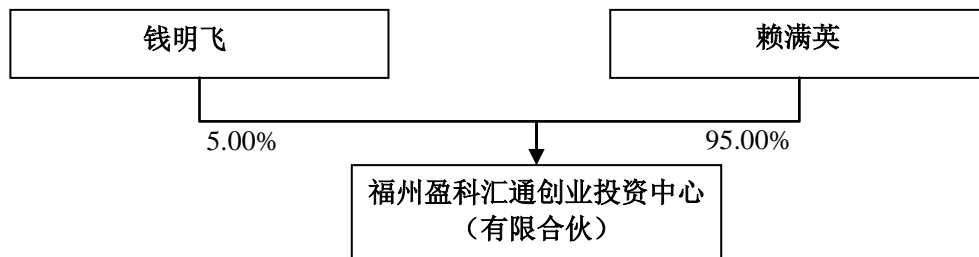 钱明飞
赖满英
5.00%
95.00%
福州盈科汇通创业投资中心
（有限合伙）